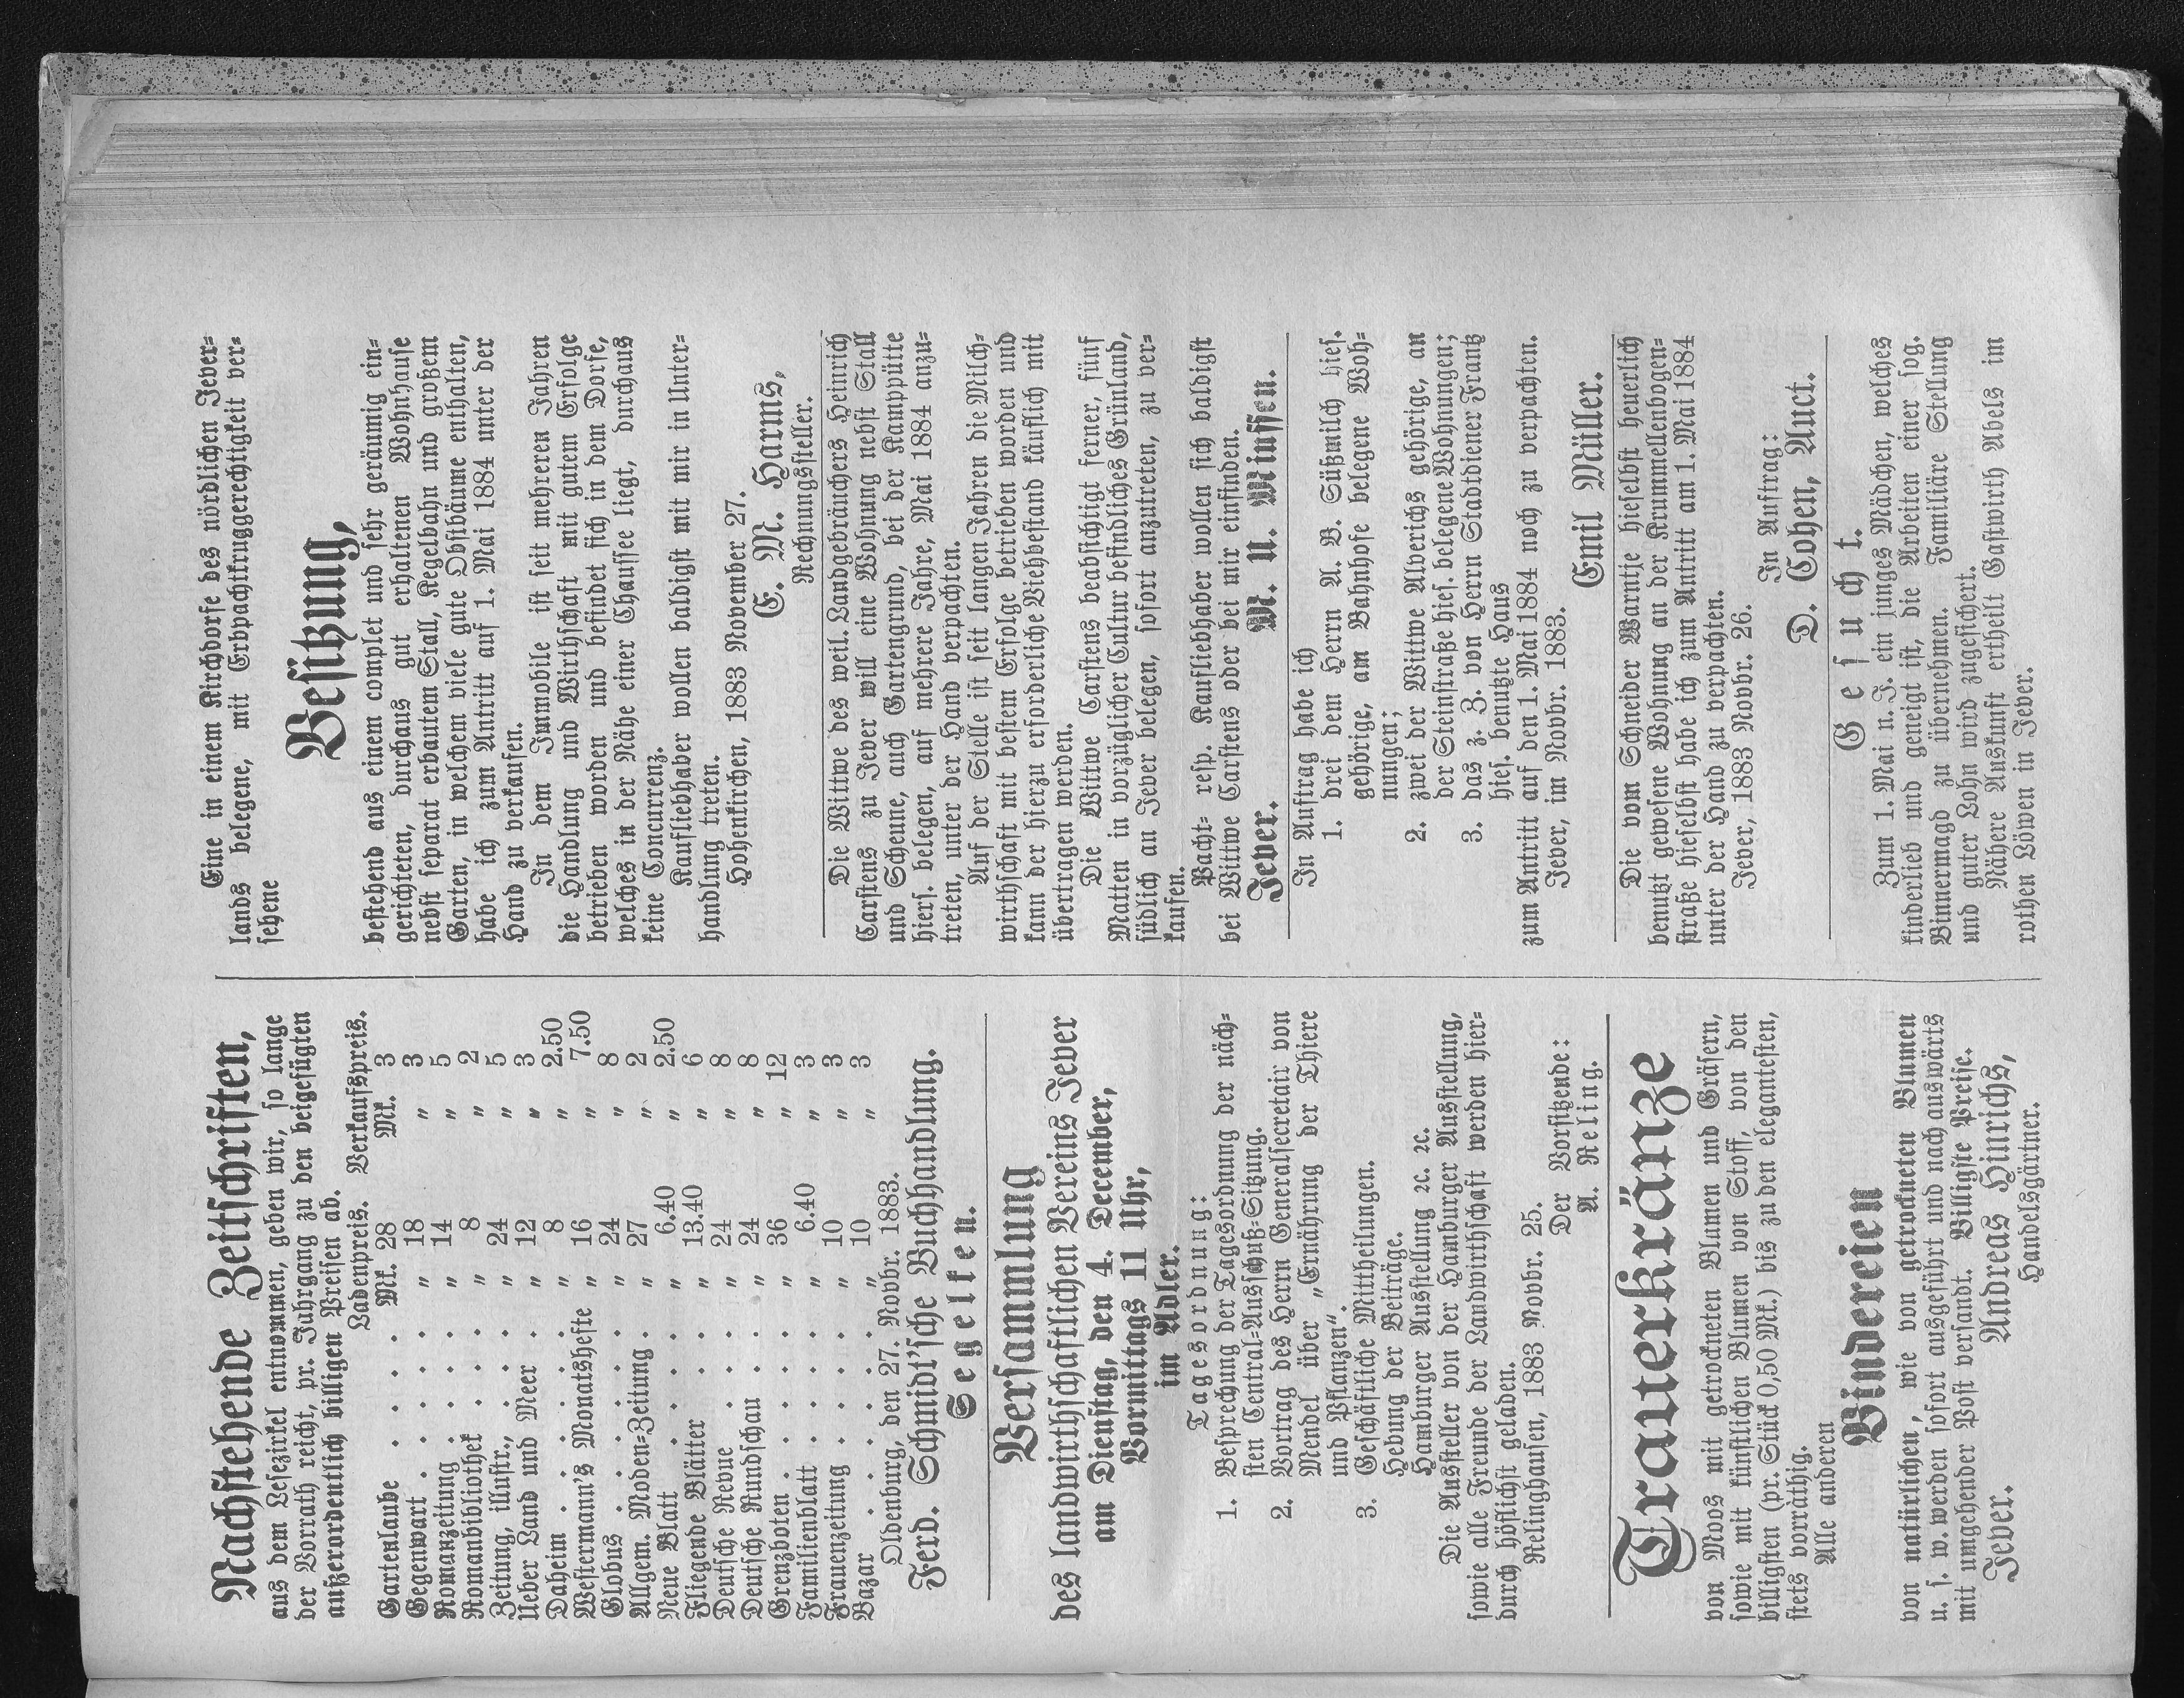 Nachstehende Zeitschriften,
aus dem Lesezirkel entnommen, geben wir, so lange
der Vorrath reicht, pr. Jahrgang zu den beigefügten
außerordentlich billigen Preisen ab.
Ladenpreis. Verkaufspreis.
Gartenlaube . . . . Mk. 28 Mk. 3
Gegenwart . . . . . „ 18 „ 3
Romanzeitung . . . . „ 14 „ 5
Romanbibliothek . . . „ 8 „ 2
Zeitung, illustr., . . . „ 24 „ 5
Ueber Land und Meer . . „ 12 „ 3
Daheim . . . . . . „ 8 „ 2.50
Westermann's Monatshefte „ 16 „ 7.50
Globus . . . . . . „ 24 „ 8
Allgem. Moden=Zeitung . „ 27 „ 2
Neue Blatt . . . . . „ 6.40 „ 2.50
Fliegende Blätter . . . „ 13.40 „ 6
Deutsche Revue . . . . „ 24 „ 8
Deutsche Rundschau . . . „ 24 „ 8
Grenzboten . . . . . „ 36 „ 12
Familienblatt . . . . „ 6.40 „ 3
Frauenzeitung . . . . „ 10 „ 3
Bazar . . . . . . „ 10 „ 3
Oldenburg, den 27. Novbr. 1883.
Ferd. Schmidt'sche Buchhandlung.
Segelken.
Versammlung
des landwirthschaftlichen Vereins Jever
am Dienstag, den 4. December,
Vormittags 11 Uhr,
im Adler.
Tagesordnung:
1. Besprechung der Tagesordnung der näch=
sten Central=Ausschuß=Sitzung.
2. Vortrag des Herrn Generalsecretair von
Mendel über „Ernährung der Thiere
und Pflanzen“.
3. Geschäftliche Mittheilungen.
Hebung der Beiträge.
Hamburger Ausstellung ꝛc. ꝛc.
Die Aussteller von der Hamburger Ausstellung,
sowie alle Freunde der Landwirthschaft werden hier=
durch höflichst geladen.
Relinghausen, 1883 Novbr. 25.
Der Vorsitzende:
A. Reling.
Trauerkränze
von Moos mit getrockneten Blumen und Gräsern,
sowie mit künstlichen Blumen von Stoff, von den
billigsten (pr. Stück 0,50 Mk.) bis zu den elegantesten,
stets vorräthig.
Alle anderen
Bindereien
von natürlichen, wie von getrockneten Blumen
u. s. w. werden sofort ausgeführt und nach auswärts
mit umgehender Post versandt. Billigste Preise.
Jever. Andreas Hinrichs,
Handelsgärtner.
Eine in einem Kirchdorfe des nördlichen Jever=
lands belegene, mit Erbpachtkruggerechtigkeit ver=
sehene
Besitzung,
bestehend aus einem complet und sehr geräumig ein=
gerichteten, durchaus gut erhaltenen Wohnhause
nebst separat erbautem Stall, Kegelbahn und großem
Garten, in welchem viele gute Obstbäume enthalten,
habe ich zum Antritt auf 1. Mai 1884 unter der
Hand zu verkaufen.
In dem Immobile ist seit mehreren Jahren
die Handlung und Wirthschaft mit gutem Erfolge
betrieben worden und befindet sich in dem Dorfe,
welches in der Nähe einer Chaussee liegt, durchaus
keine Concurrenz.
Kaufliebhaber wollen baldigst mit mir in Unter=
handlung treten.
Hohenkirchen, 1883 November 27.
E. M. Harms,
Rechnungssteller.
Die Wittwe des weil. Landgebräuchers Heinrich
Carstens zu Jever will eine Wohnung nebst Stall
und Scheune, auch Gartengrund, bei der Kamppütte
hiers. belegen, auf mehrere Jahre, Mai 1884 anzu=
treten, unter der Hand verpachten.
Auf der Stelle ist seit langen Jahren die Milch=
wirthschaft mit bestem Erfolge betrieben worden und
kann der hierzu erforderliche Viehbestand käuflich mit
übertragen werden.
Die Wittwe Carstens beabsichtigt ferner, fünf
Matten in vorzüglicher Cultur befindliches Grünland,
südlich an Jever belegen, sofort anzutreten, zu ver=
kaufen.
Pacht= resp. Kaufliebhaber wollen sich baldigst
bei Wittwe Carstens oder bei mir einfinden.
Jever. M. U. Minssen.
In Auftrag habe ich
1. drei dem Herrn A. B. Süßmilch hies.
gehörige, am Bahnhofe belegene Woh=
nungen;
2. zwei der Wittwe Alberichs gehörige, an
der Steinstraße hies. belegene Wohnungen;
3. das z. Z. von Herrn Stadtdiener Frantz
hies. benutzte Haus
zum Antritt auf den 1. Mai 1884 noch zu verpachten.
Jever, im Novbr. 1883.
Emil Müller.
Die vom Schneider Warntje hieselbst heuerlich
benutzt gewesene Wohnung an der Krummellenbogen=
straße hieselbst habe ich zum Antritt am 1. Mai 1884
unter der Hand zu verpachten.
Jever, 1883 Novbr. 26.
In Auftrag:
D. Cohen, Auct.
Gesucht.
Zum 1. Mai n. J. ein junges Mädchen, welches
kinderlieb und geneigt ist, die Arbeiten einer sog.
Binnermagd zu übernehmen. Familiäre Stellung
und guter Lohn wird zugesichert.
Nähere Auskunft ertheilt Gastwirth Abels im
rothen Löwen in Jever.